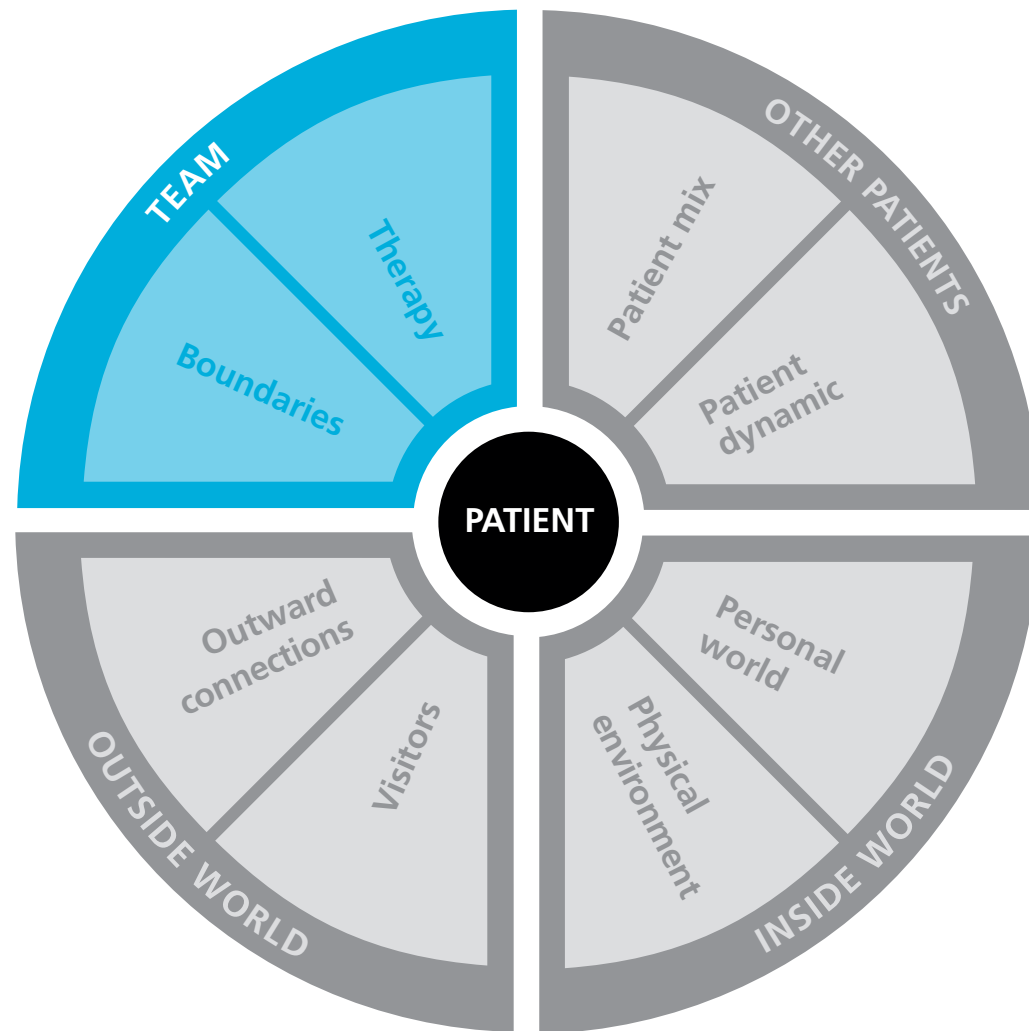 TEAM
Therapy
Boundaries
OTHER PATIENTS
Patient mix
Patient
dynamic
PATIENT
OUTSIDE WORLD
Outward
connections
Visitors
INSIDE WORLD
Personal
world
Physical
environment